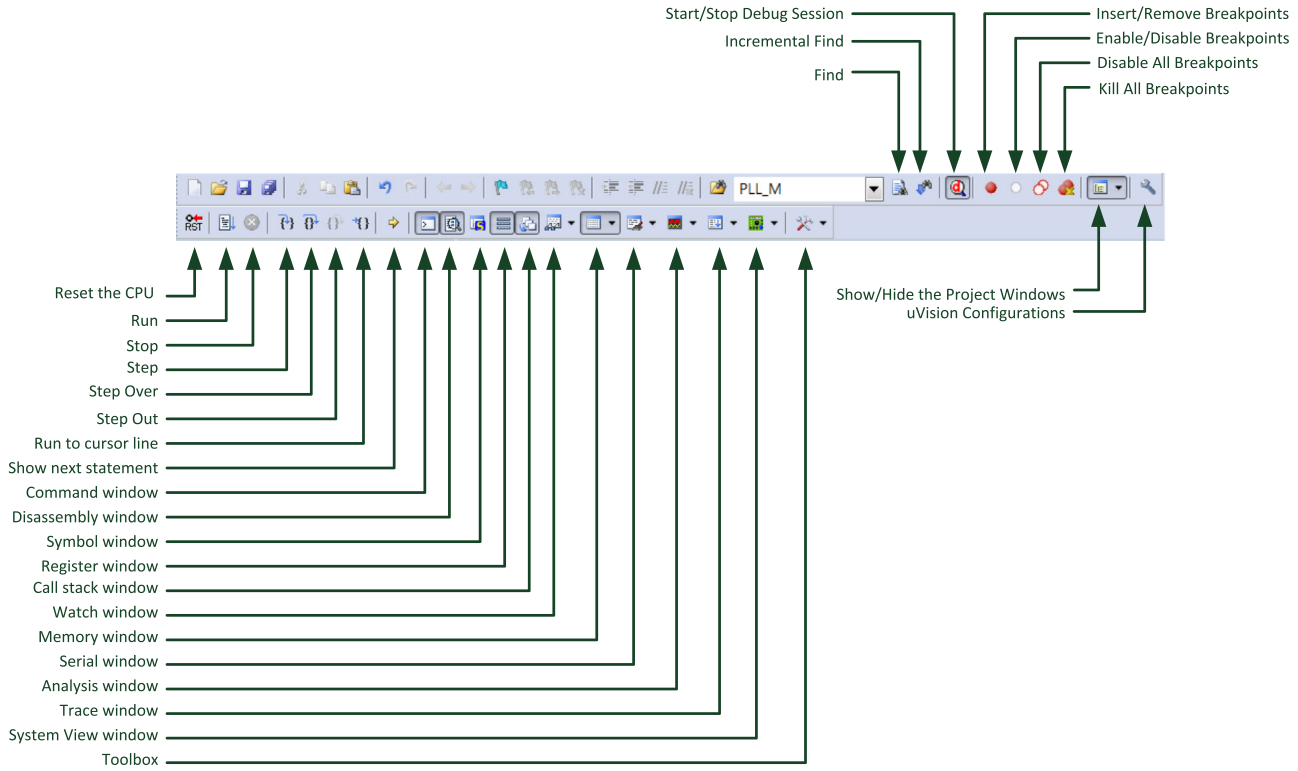 Start/Stop Debug Session
Incremental Find
Find
Insert/Remove Breakpoints
Enable/Disable Breakpoints
Disable All Breakpoints
Kill All Breakpoints
PLL_M
RST
Reset the CPU
Run
Stop
Step
Step Over
Step Out
Run to cursor line
Show next statement
Command window
Disassembly window
Symbol window
Register window
Call stack window
Watch window
Memory window
Serial window
Analysis window
Trace window
System View window
Toolbox
Show/Hide the Project Windows
uVision Configurations